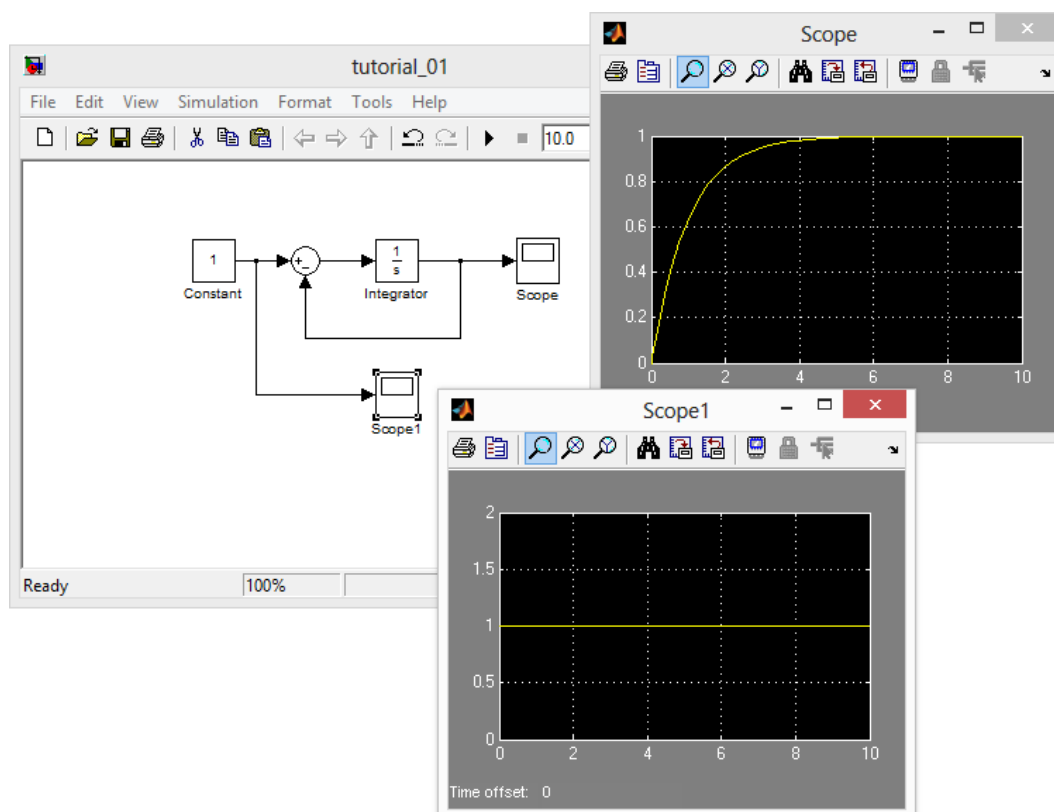 tutorial_01
File Edit View Simulation Format Tools Help
10.0
1
Constant
+
−
1
s
Integrator
Scope
Scope1
Ready 100%
Scope
1
0.8
0.6
0.4
0.2
0
0 2 4 6 8 10
Scope1
2
1.5
1
0.5
0
0 2 4 6 8 10
Time offset: 0